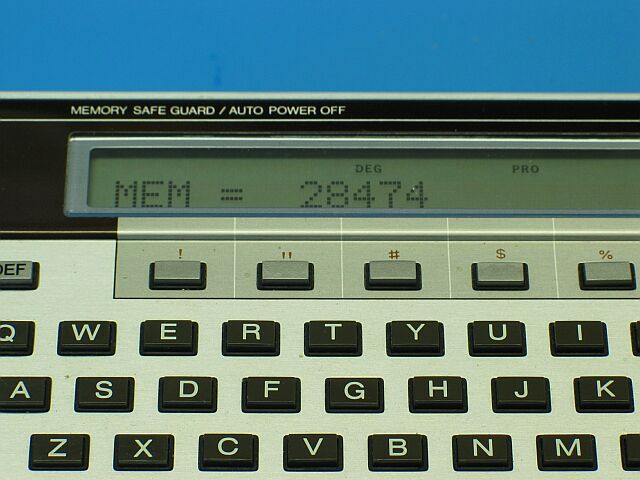 MEMORY SAFE GUARD / AUTO POWER OFF
DEG PRO
MEM = 28474
DEF ! " # $ %
Q W E R T Y U I
A S D F G H J K
Z X C V B N M